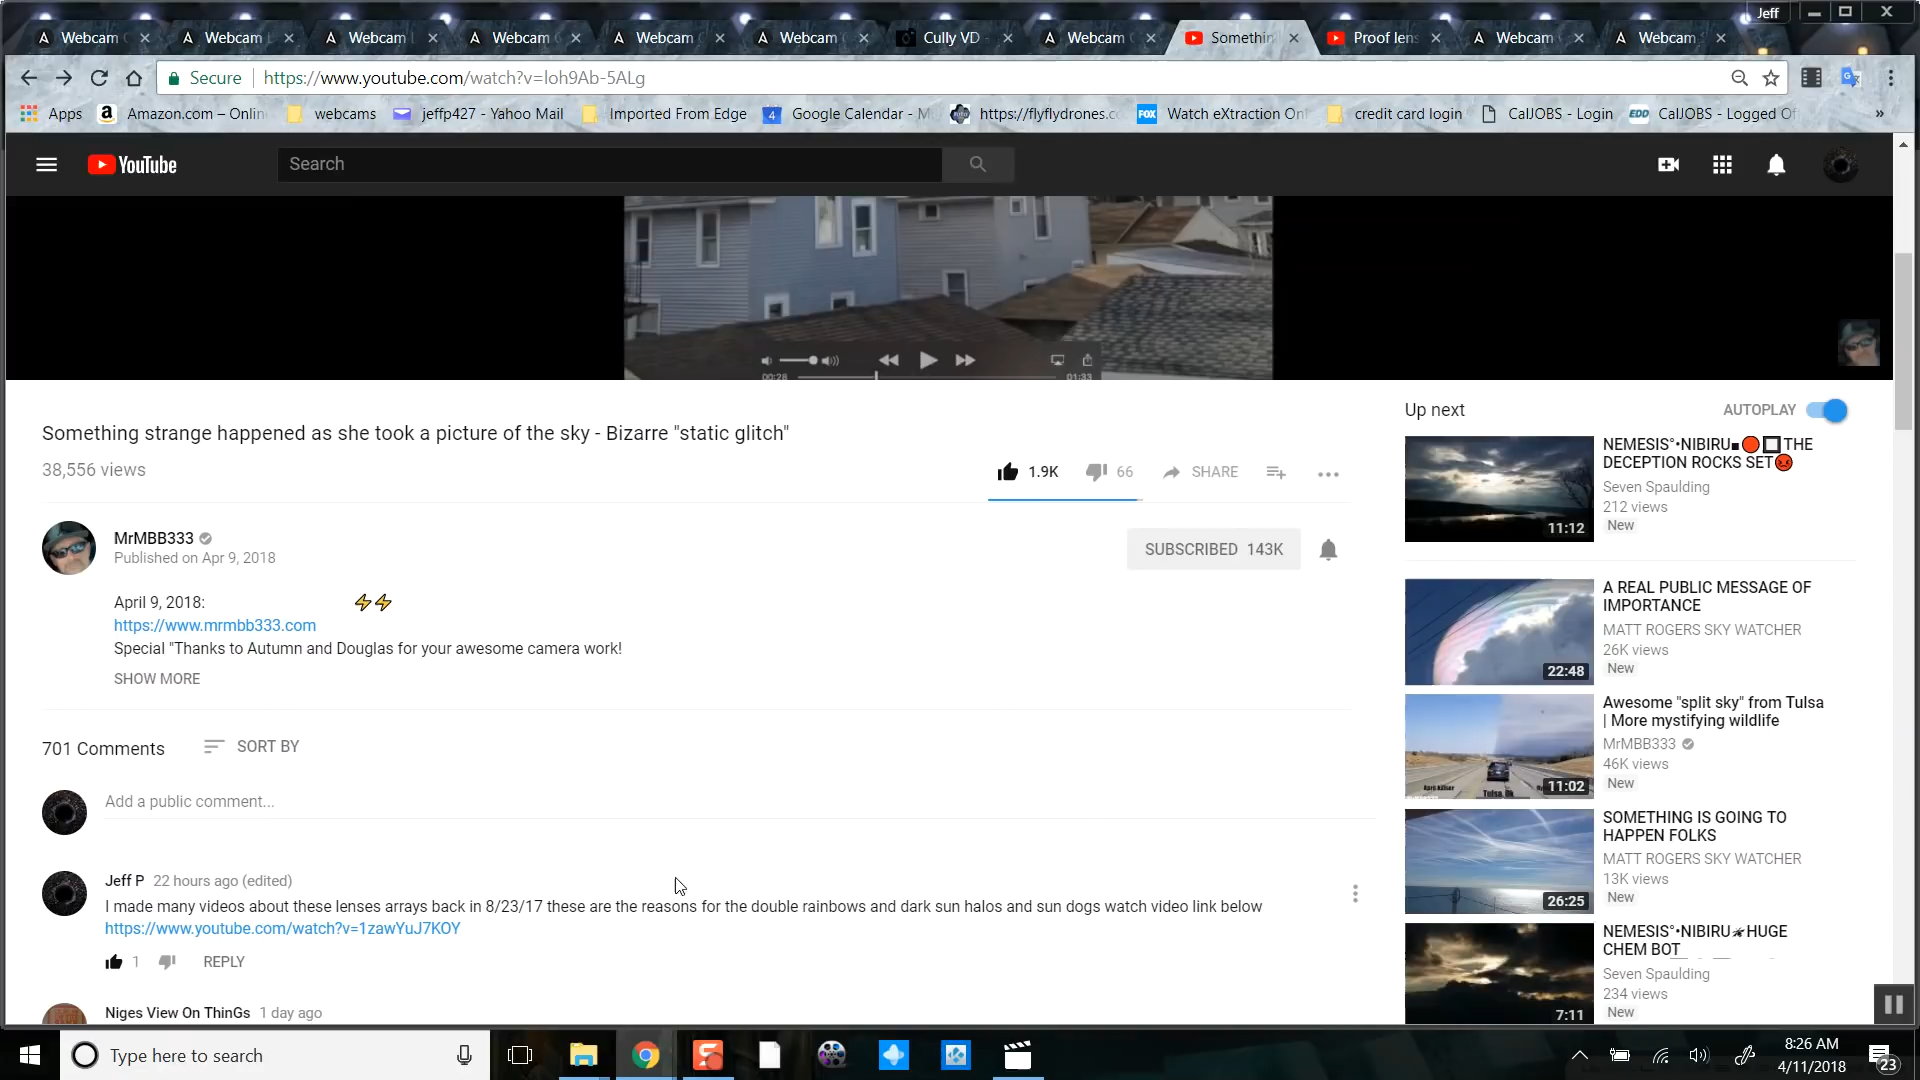 Jeff
Webcam
Webcam
Webcam
Webcam
Webcam
Webcam
Cully VD
Webcam
Somethin
Proof lens
Webcam
Webcam
Secure
https://www.youtube.com/watch?v=loh9Ab-5ALg
Apps
Amazon.com – Onlin
webcams
jeffp427 - Yahoo Mail
Imported From Edge
4
Google Calendar - M
https://flyflydrones.c
FOX
Watch eXtraction On
credit card login
CalJOBS - Login
EDD
CalJOBS - Logged Of
»
YouTube
Search
00:28
01:33
Something strange happened as she took a picture of the sky - Bizarre "static glitch"
38,556 views
1.9K
66
SHARE
MrMBB333
Published on Apr 9, 2018
SUBSCRIBED 143K
April 9, 2018: ⚡⚡
https://www.mrmbb333.com
Special "Thanks to Autumn and Douglas for your awesome camera work!
SHOW MORE
701 Comments
SORT BY
Add a public comment...
Jeff P 22 hours ago (edited)
I made many videos about these lenses arrays back in 8/23/17 these are the reasons for the double rainbows and dark sun halos and sun dogs watch video link below
https://www.youtube.com/watch?v=1zawYuJ7KOY
1
REPLY
Niges View On ThinGs 1 day ago
Up next
AUTOPLAY
NEMESIS°•NIBIRU■🔴🔲THE
DECEPTION ROCKS SET😡
Seven Spaulding
212 views
New
11:12
A REAL PUBLIC MESSAGE OF
IMPORTANCE
MATT ROGERS SKY WATCHER
26K views
New
22:48
Awesome "split sky" from Tulsa
| More mystifying wildlife
MrMBB333
46K views
New
Tulsa, Ok
11:02
SOMETHING IS GOING TO
HAPPEN FOLKS
MATT ROGERS SKY WATCHER
13K views
New
26:25
NEMESIS°•NIBIRU☄HUGE
CHEM BOT
Seven Spaulding
234 views
New
7:11
Type here to search
8:26 AM
4/11/2018
23